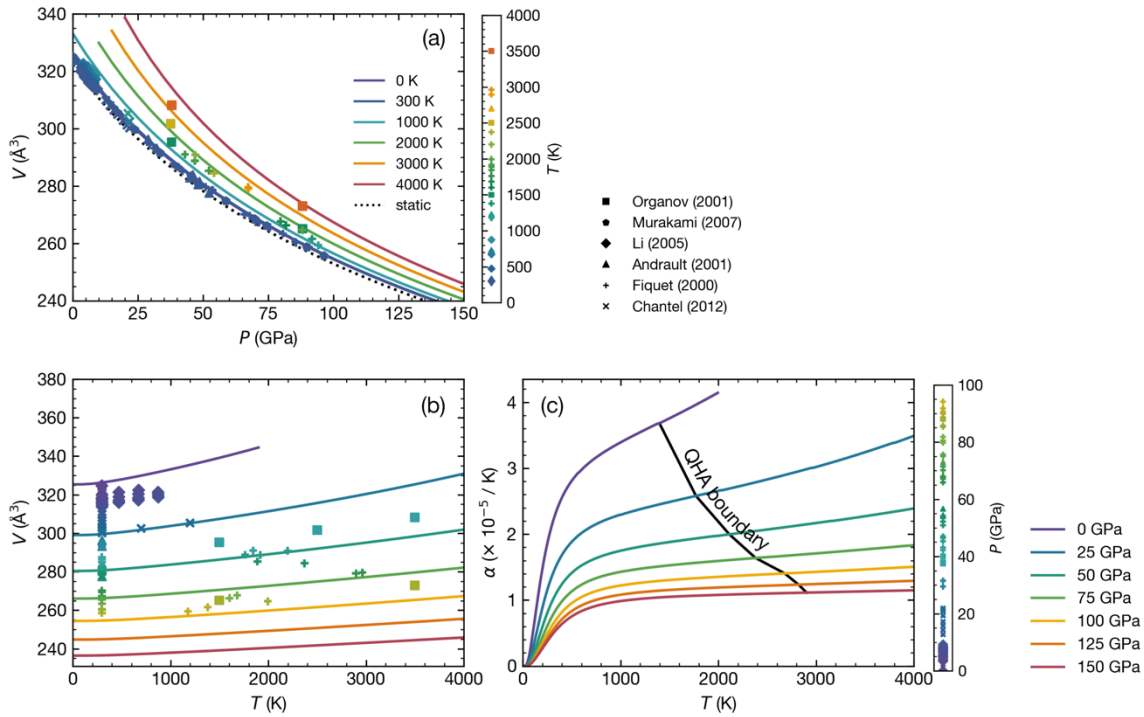 (a)
V (Å³)
340
320
300
280
260
240
0
25
50
75
100
125
150
P (GPa)
0 K
300 K
1000 K
2000 K
3000 K
4000 K
static
4000
3500
3000
2500
2000
1500
1000
500
0
T (K)
Organov (2001)
Murakami (2007)
Li (2005)
Andrault (2001)
Fiquet (2000)
Chantel (2012)
(b)
V (Å³)
380
360
340
320
300
280
260
240
0
1000
2000
3000
4000
T (K)
(c)
α (× 10⁻⁵ / K)
4
3
2
1
0
QHA boundary
0
1000
2000
3000
4000
T (K)
100
80
60
40
20
0
P (GPa)
0 GPa
25 GPa
50 GPa
75 GPa
100 GPa
125 GPa
150 GPa